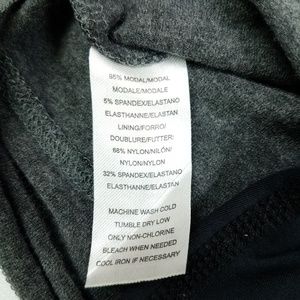 95% MODAL/MODAL
MODALE/MODALE
5% SPANDEX/ELASTANO
ELASTHANNE/ELASTAN
LINING/FORRO/
DOUBLURE/FUTTER:
68% NYLON/NILÓN/
NYLON/NYLON
32% SPANDEX/ELASTANO
ELASTHANNE/ELASTAN
MACHINE WASH COLD
TUMBLE DRY LOW
ONLY NON-CHLORINE
BLEACH WHEN NEEDED
COOL IRON IF NECESSARY